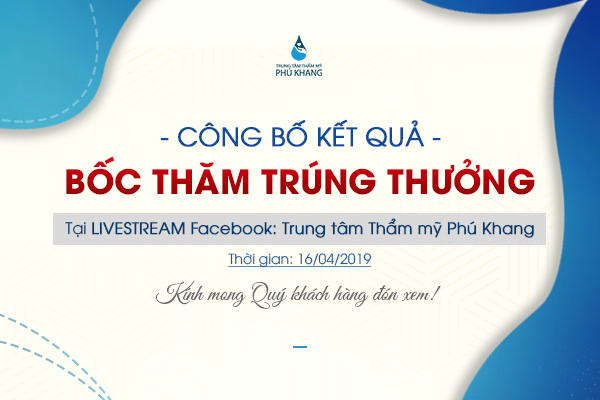 TRUNG TÂM THẨM MỸ
PHÚ KHANG
- CÔNG BỐ KẾT QUẢ -
BỐC THĂM TRÚNG THƯỞNG
Tại LIVESTREAM Facebook: Trung tâm Thẩm mỹ Phú Khang
Thời gian: 16/04/2019
Kính mong Quý khách hàng đón xem!